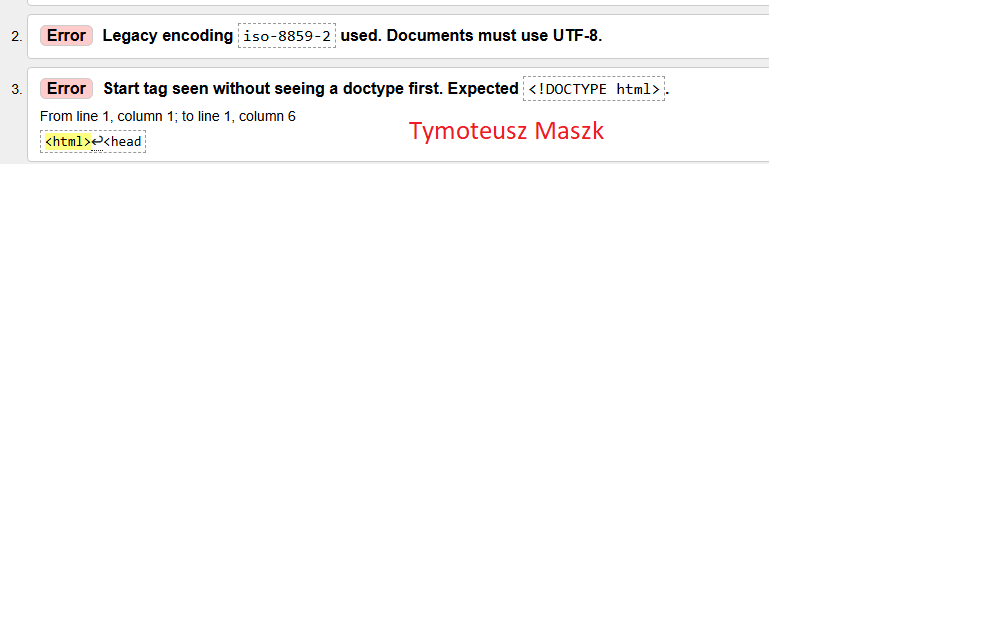 2. Error Legacy encoding iso-8859-2 used. Documents must use UTF-8.
3. Error Start tag seen without seeing a doctype first. Expected <!DOCTYPE html>.
From line 1, column 1; to line 1, column 6
Tymoteusz Maszk
<html>↩<head